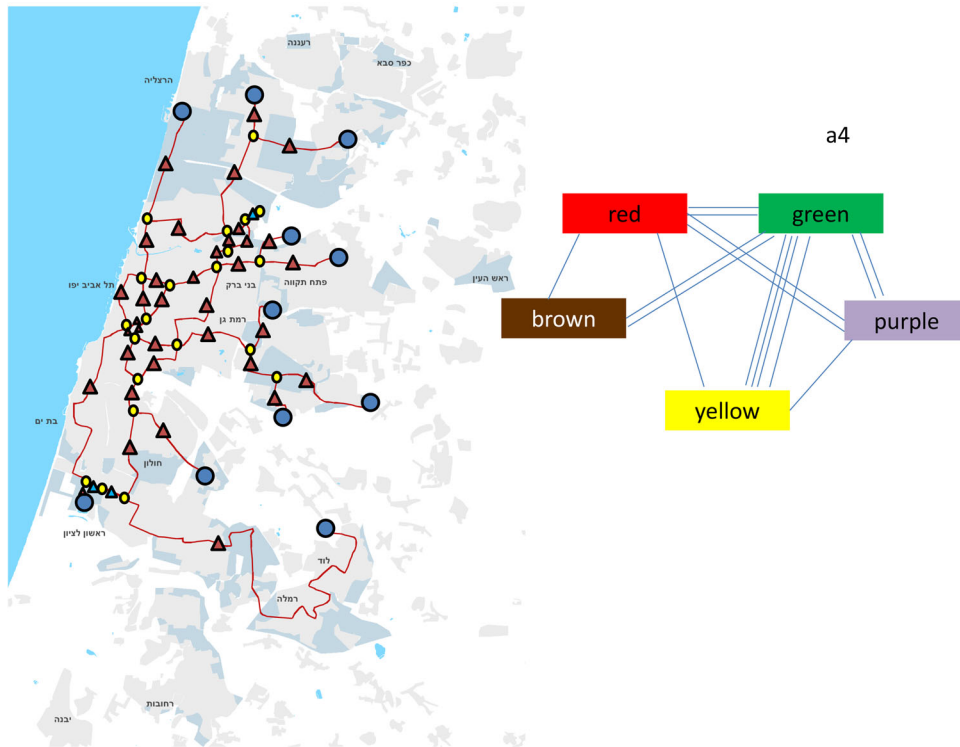 רעננה
כפר סבא
הרצליה
תל אביב יפו
בני ברק
פתח תקווה
ראש העין
רמת גן
בת ים
חולון
ראשון לציון
לוד
רמלה
רחובות
יבנה
a4
red
green
brown
purple
yellow